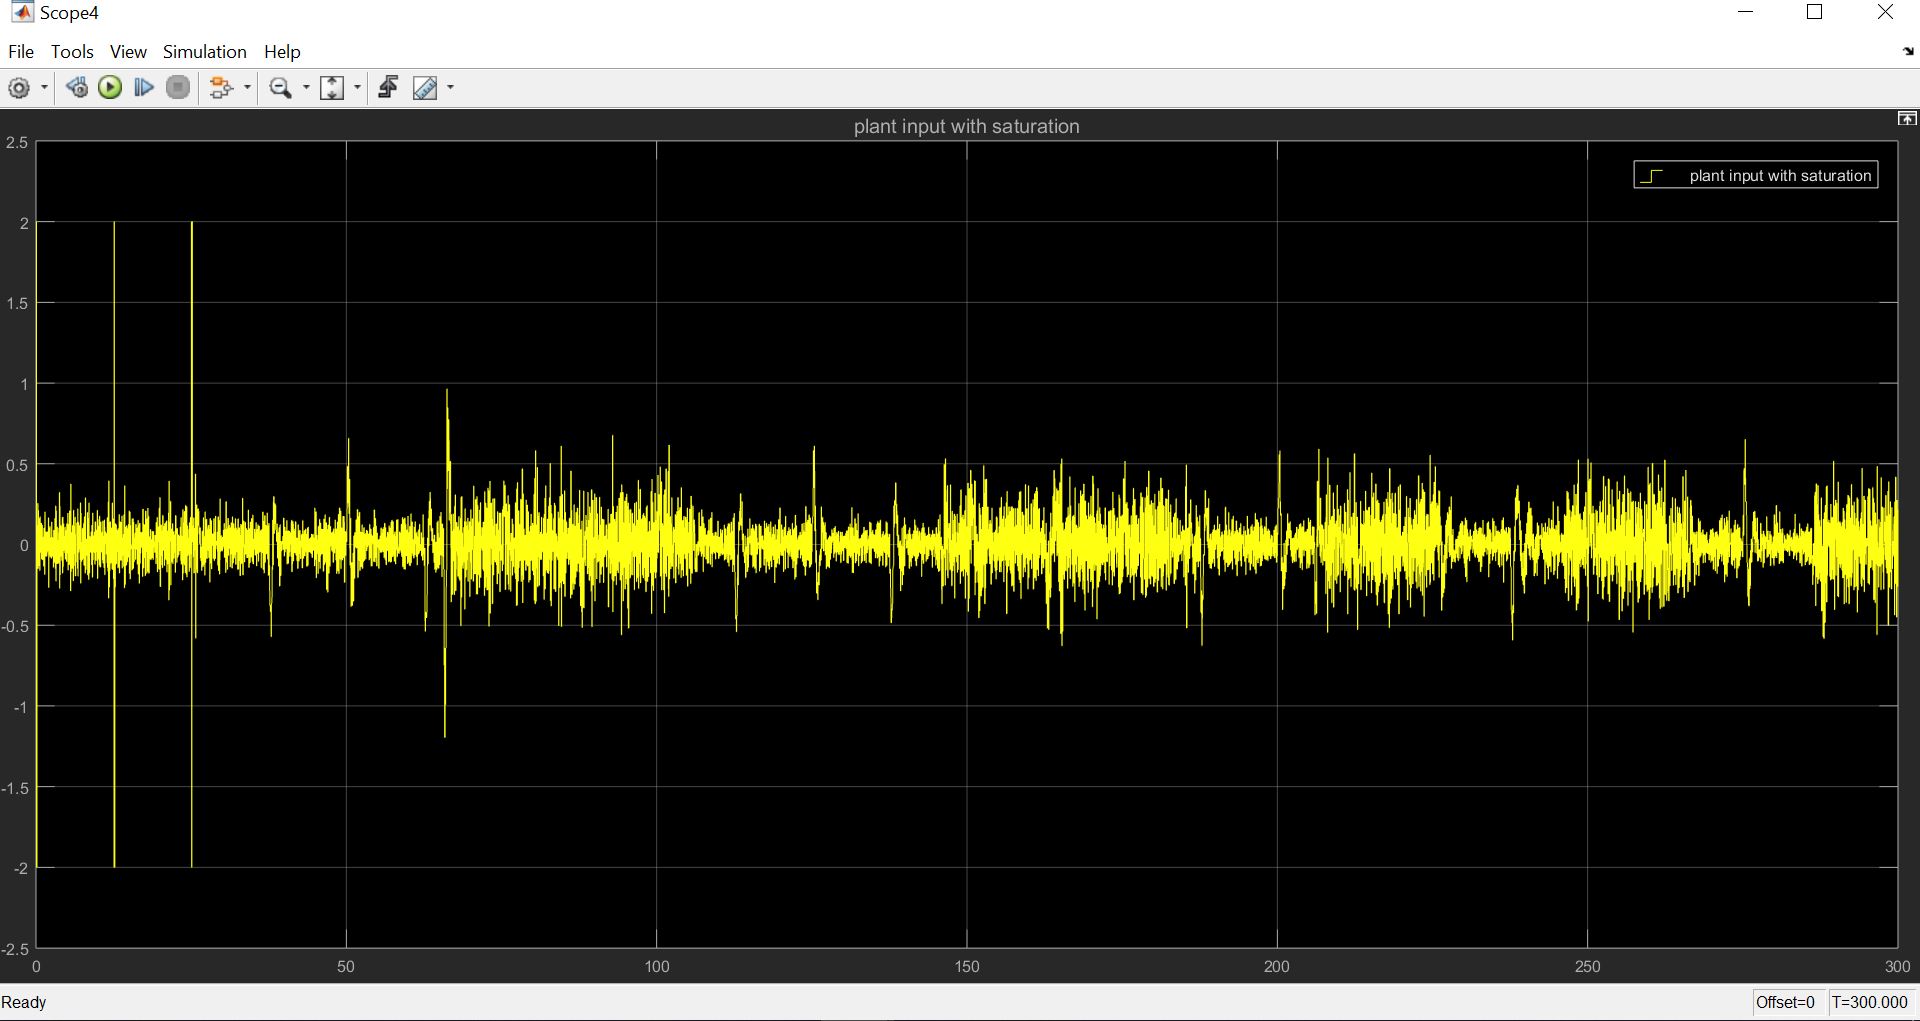 Scope4
File Tools View Simulation Help
plant input with saturation
plant input with saturation
2.5
2
1.5
1
0.5
0
-0.5
-1
-1.5
-2
-2.5
0 50 100 150 200 250 300
Ready Offset=0 T=300.000